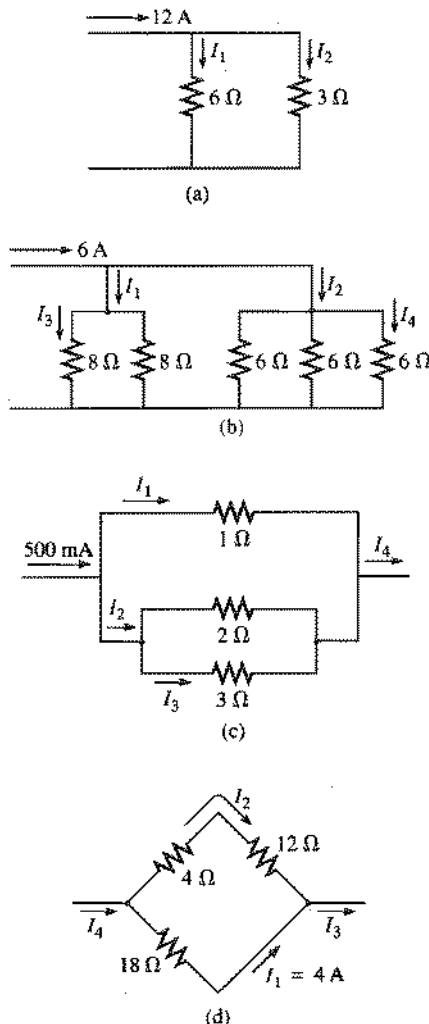 12 A
I₁ I₂
6 Ω 3 Ω
(a)
6 A
I₁ I₂
I₃ I₄
8 Ω 8 Ω 6 Ω 6 Ω 6 Ω
(b)
I₁
1 Ω
500 mA I₄
I₂
2 Ω
3 Ω
I₃
(c)
I₂
4 Ω 12 Ω
I₄ I₃
18 Ω I₁ = 4 A
(d)